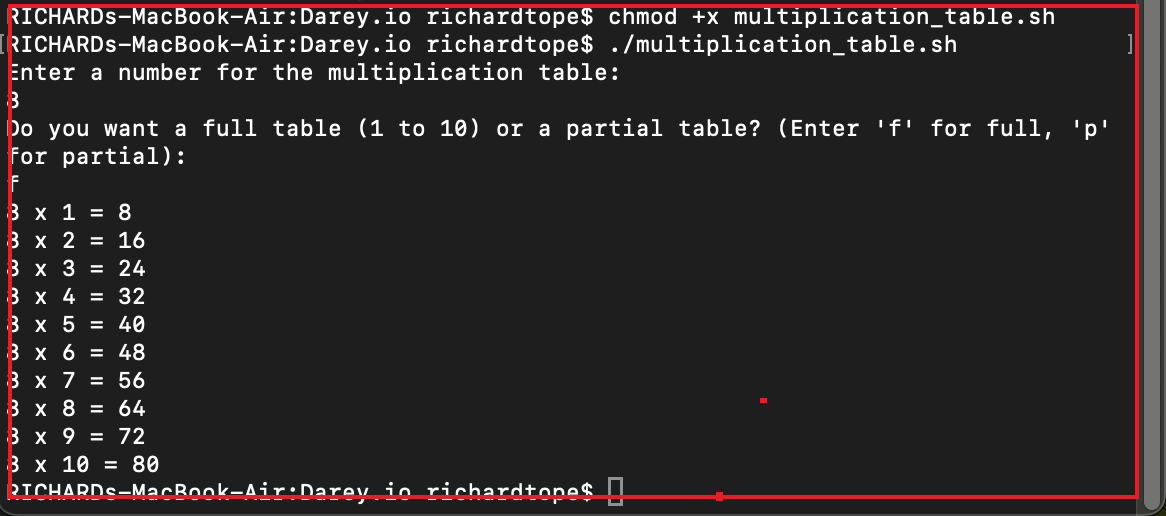 RICHARDs-MacBook-Air:Darey.io richardtope$ chmod +x multiplication_table.sh
[RICHARDs-MacBook-Air:Darey.io richardtope$ ./multiplication_table.sh ]
Enter a number for the multiplication table:
8
Do you want a full table (1 to 10) or a partial table? (Enter 'f' for full, 'p'
for partial):
f
8 x 1 = 8
8 x 2 = 16
8 x 3 = 24
8 x 4 = 32
8 x 5 = 40
8 x 6 = 48
8 x 7 = 56
8 x 8 = 64
8 x 9 = 72
8 x 10 = 80
RICHARDs-MacBook-Air:Darey.io richardtope$